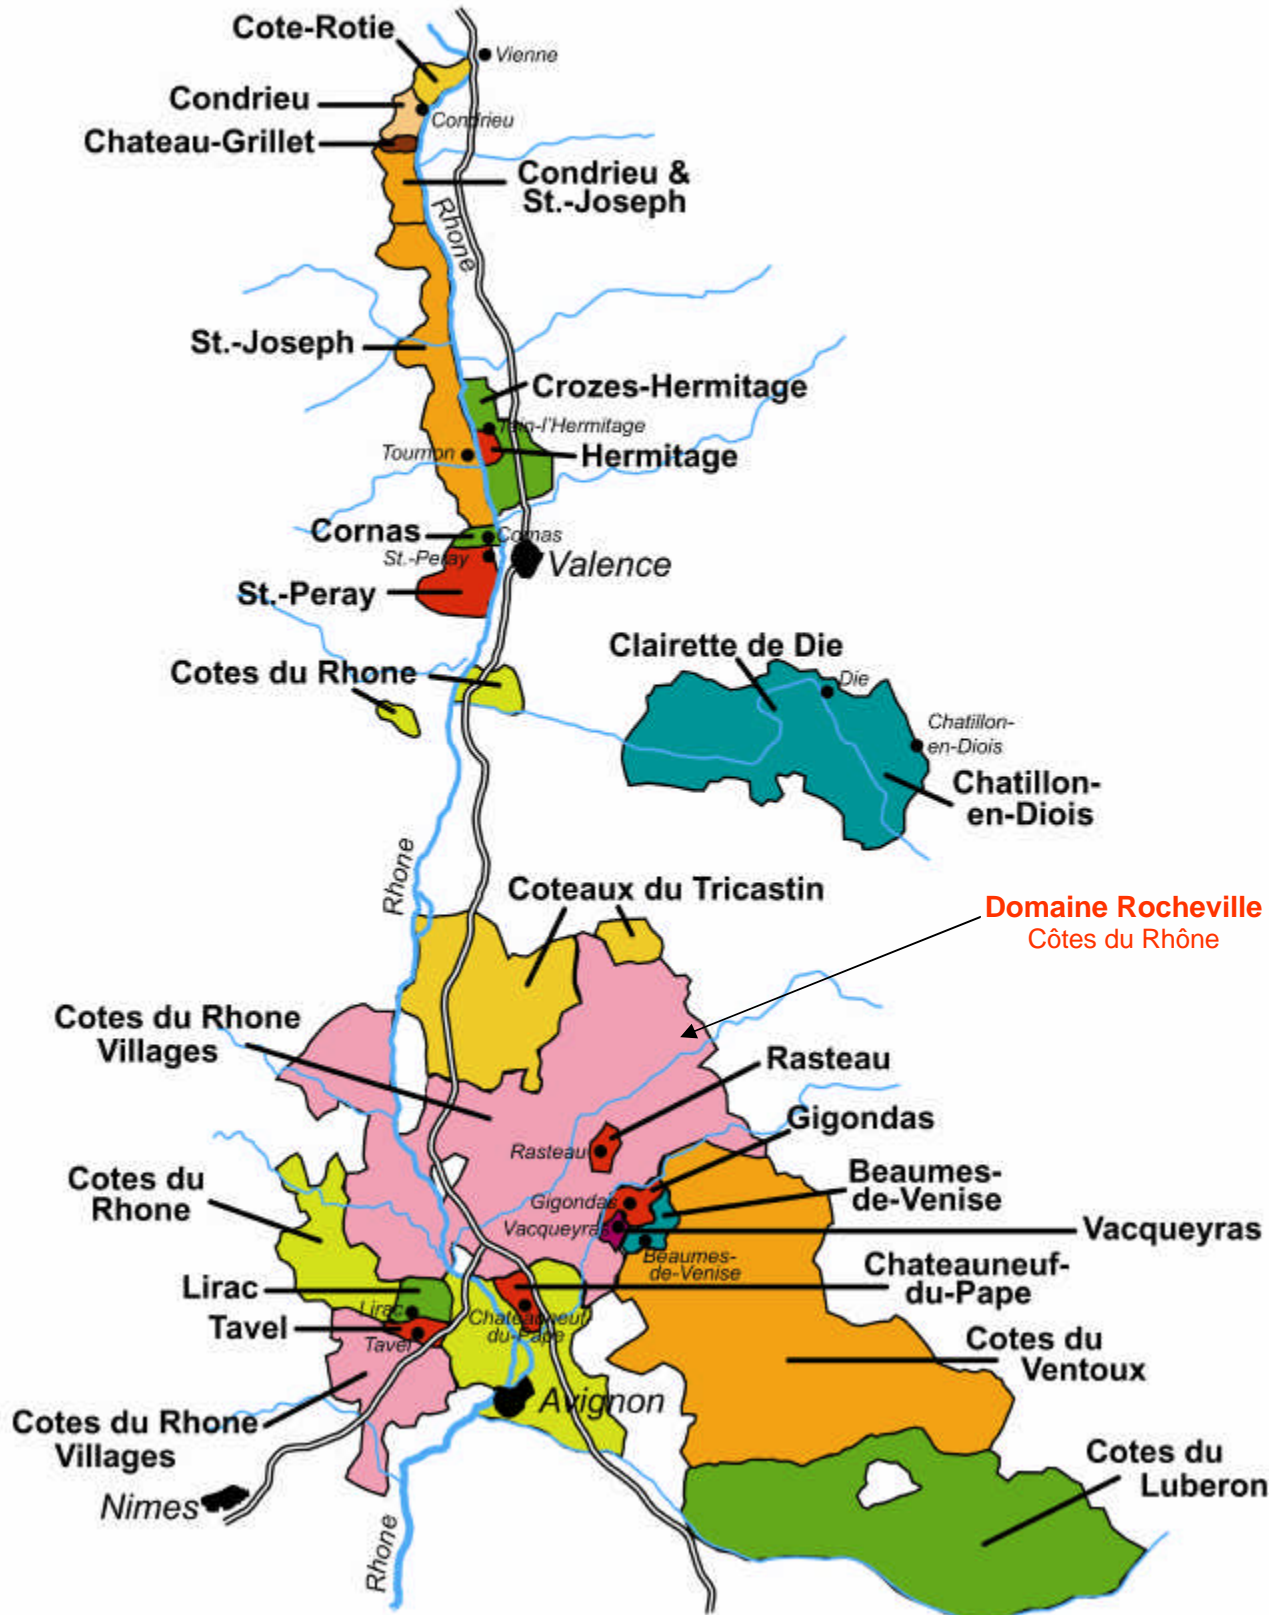 Cote-Rotie
Vienne
Condrieu
Condrieu
Chateau-Grillet
Condrieu &
St.-Joseph
Rhone
St.-Joseph
Crozes-Hermitage
Tain-l'Hermitage
Tournon
Hermitage
Cornas
Cornas
St.-Peray
Valence
St.-Peray
Clairette de Die
Cotes du Rhone
Die
Chatillon-
en-Diois
Chatillon-
en-Diois
Rhone
Coteaux du Tricastin
Domaine Rocheville
Côtes du Rhône
Cotes du Rhone
Villages
Rasteau
Gigondas
Rasteau
Cotes du
Rhone
Beaumes-
de-Venise
Gigondas
Vacqueyras
Vacqueyras
Beaumes-
de-Venise
Chateauneuf-
du-Pape
Lirac
Lirac
Chateauneuf-
du-Pape
Tavel
Tavel
Cotes du
Ventoux
Avignon
Cotes du Rhone
Villages
Cotes du
Luberon
Nimes
Rhone